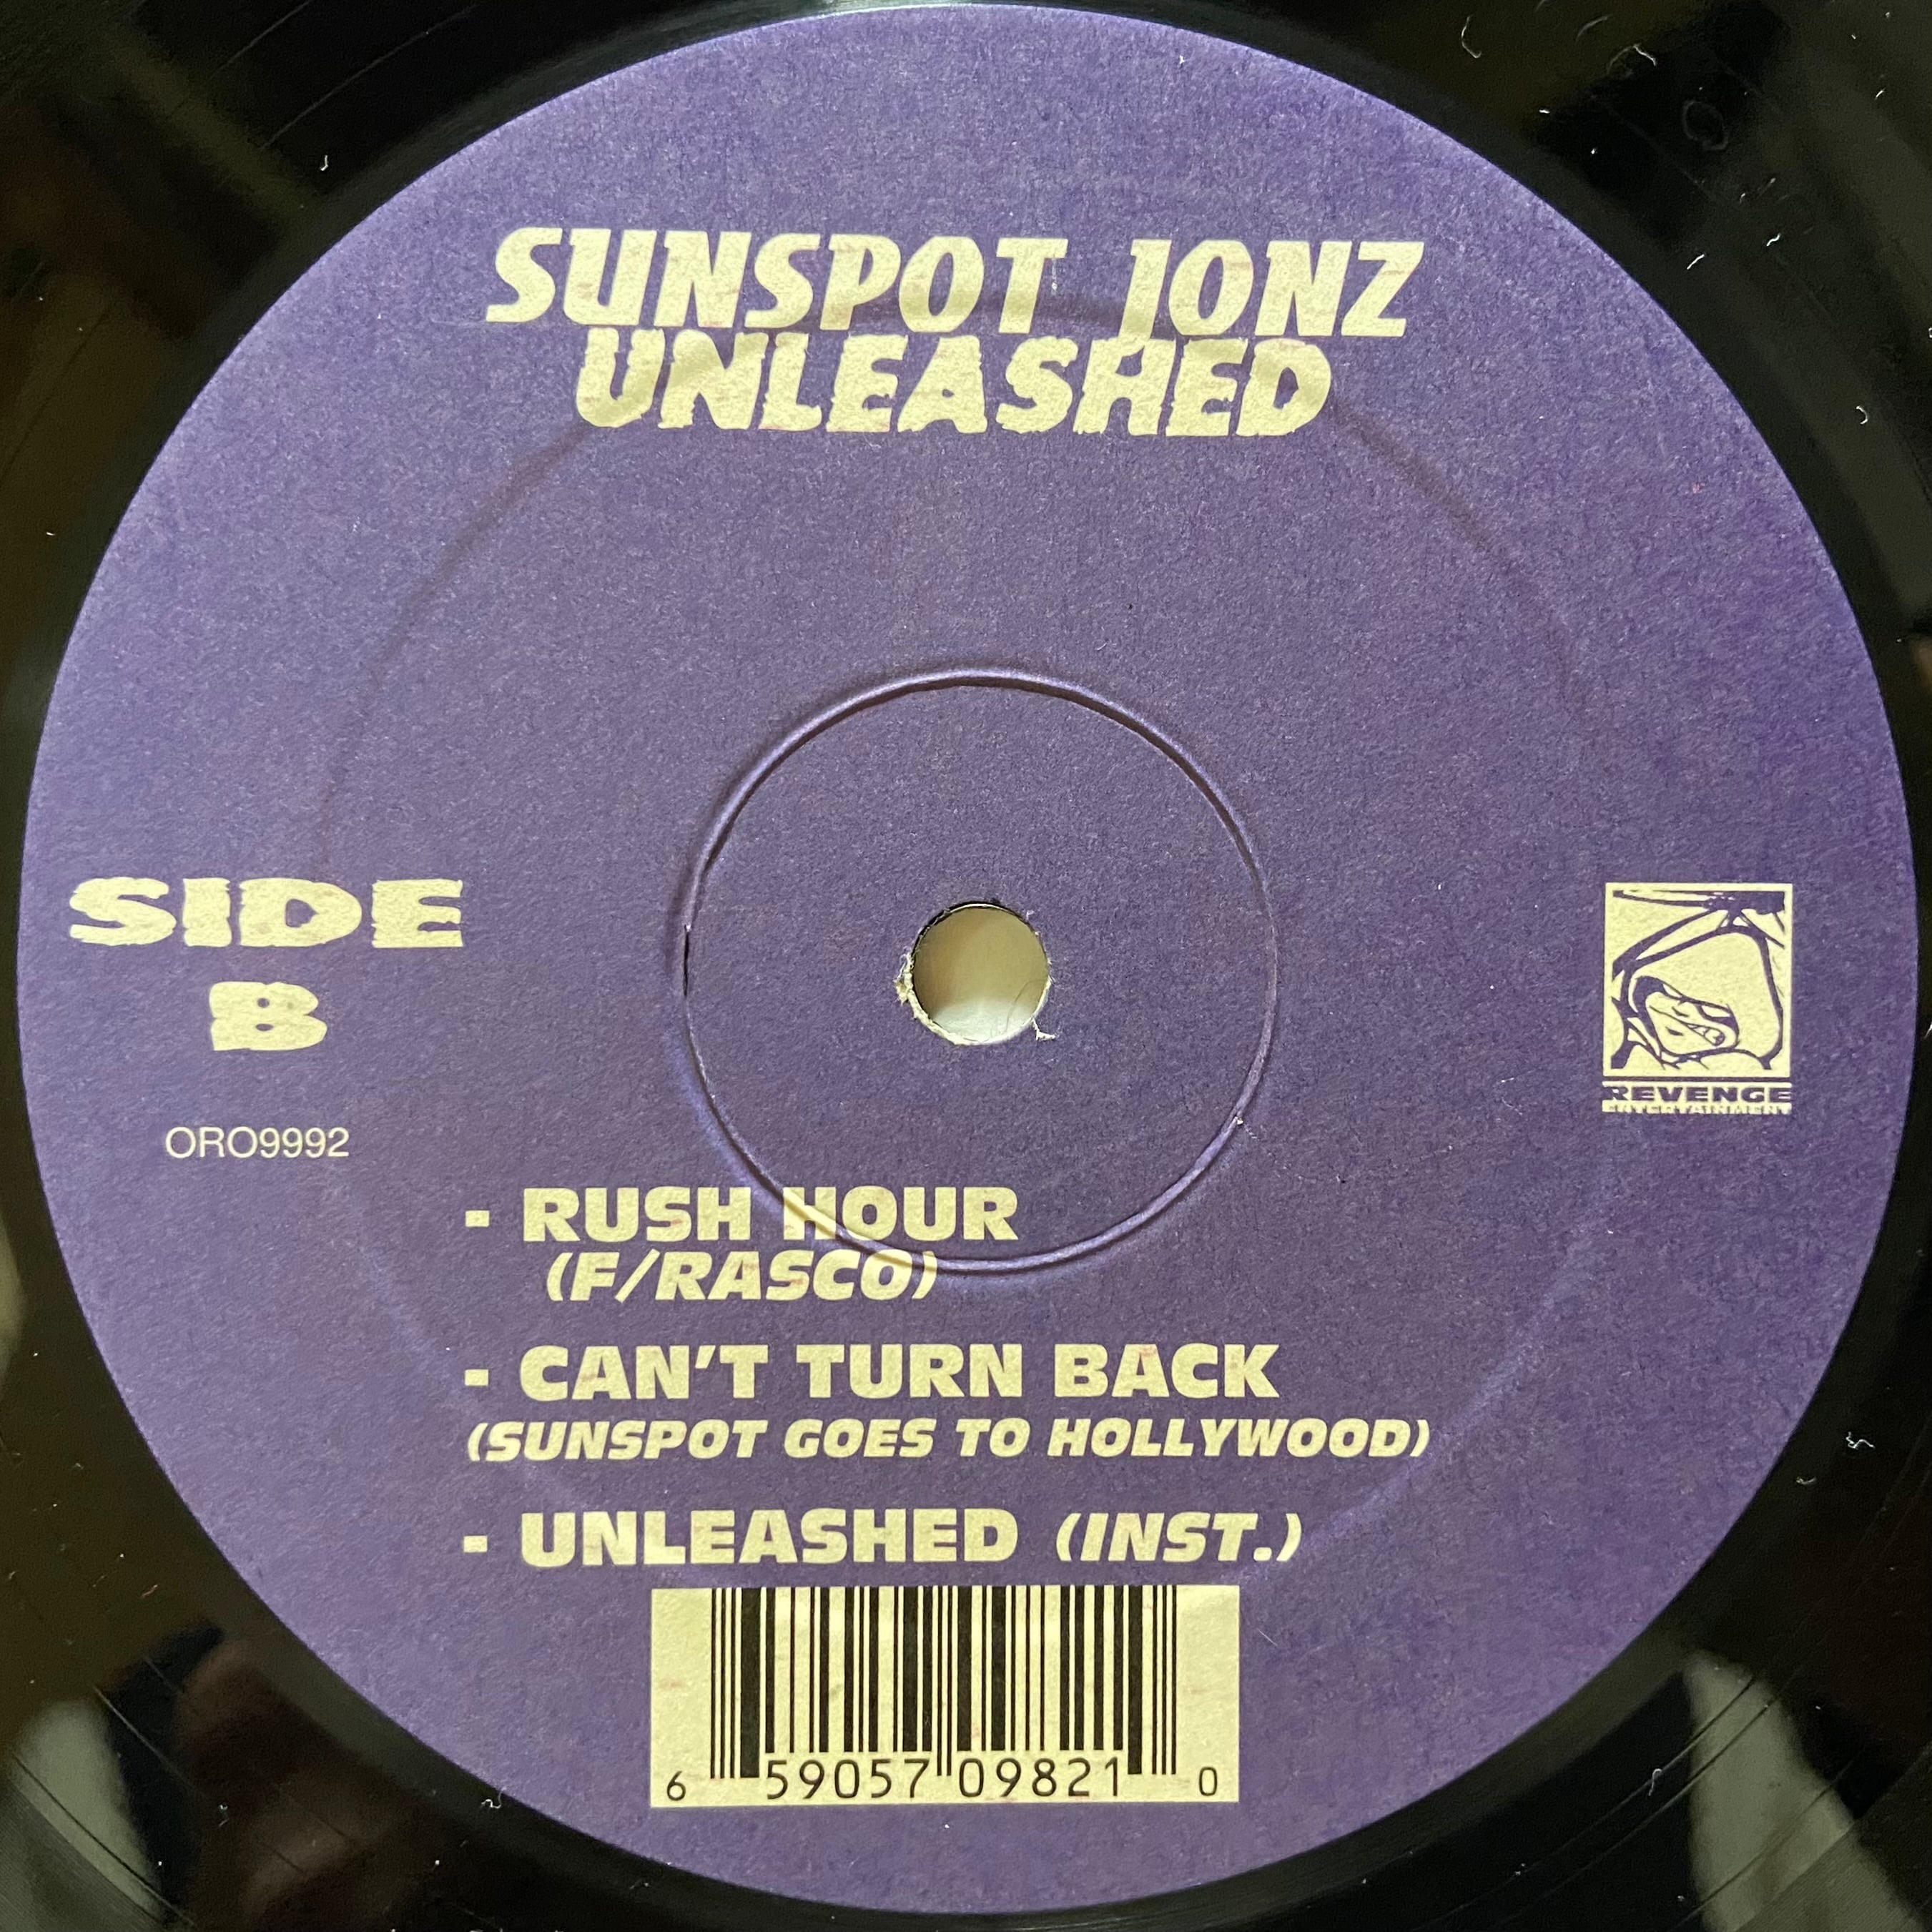 SUNSPOT JONZ
UNLEASHED
SIDE
B
ORO9992
REVENGE
ENTERTAINMENT
- RUSH HOUR
(F/RASCO)
- CAN'T TURN BACK
(SUNSPOT GOES TO HOLLYWOOD)
- UNLEASHED (INST.)
6 59057 09821 0